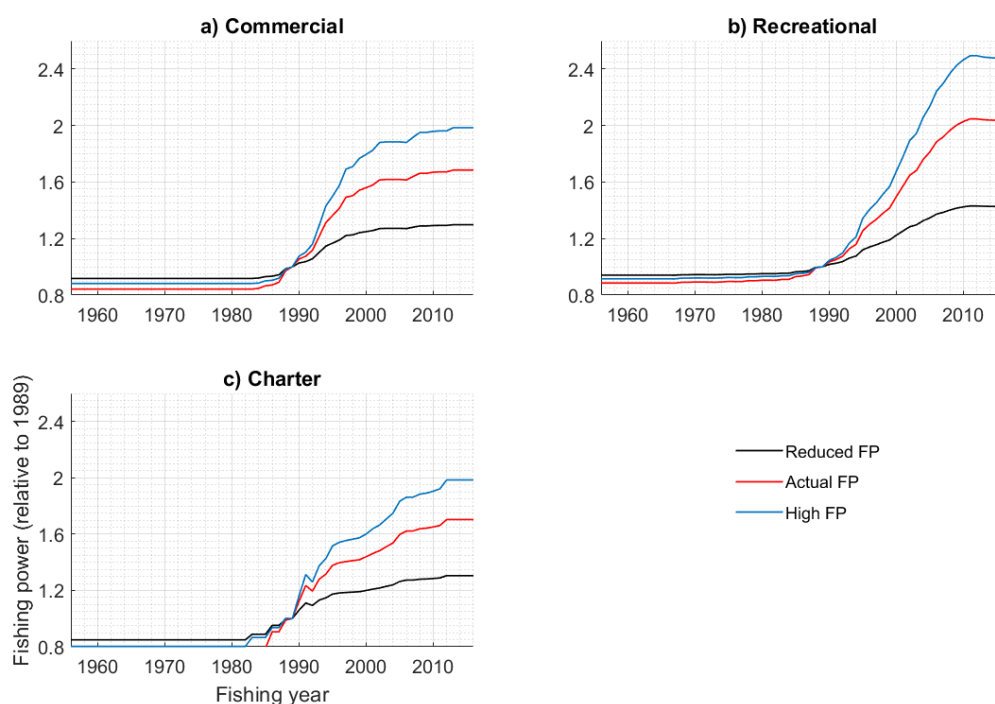 a) Commercial
2.4
2
1.6
1.2
0.8
1960 1970 1980 1990 2000 2010
b) Recreational
2.4
2
1.6
1.2
0.8
1960 1970 1980 1990 2000 2010
c) Charter
Fishing power (relative to 1989)
2.4
2
1.6
1.2
0.8
1960 1970 1980 1990 2000 2010
Fishing year
Reduced FP
Actual FP
High FP